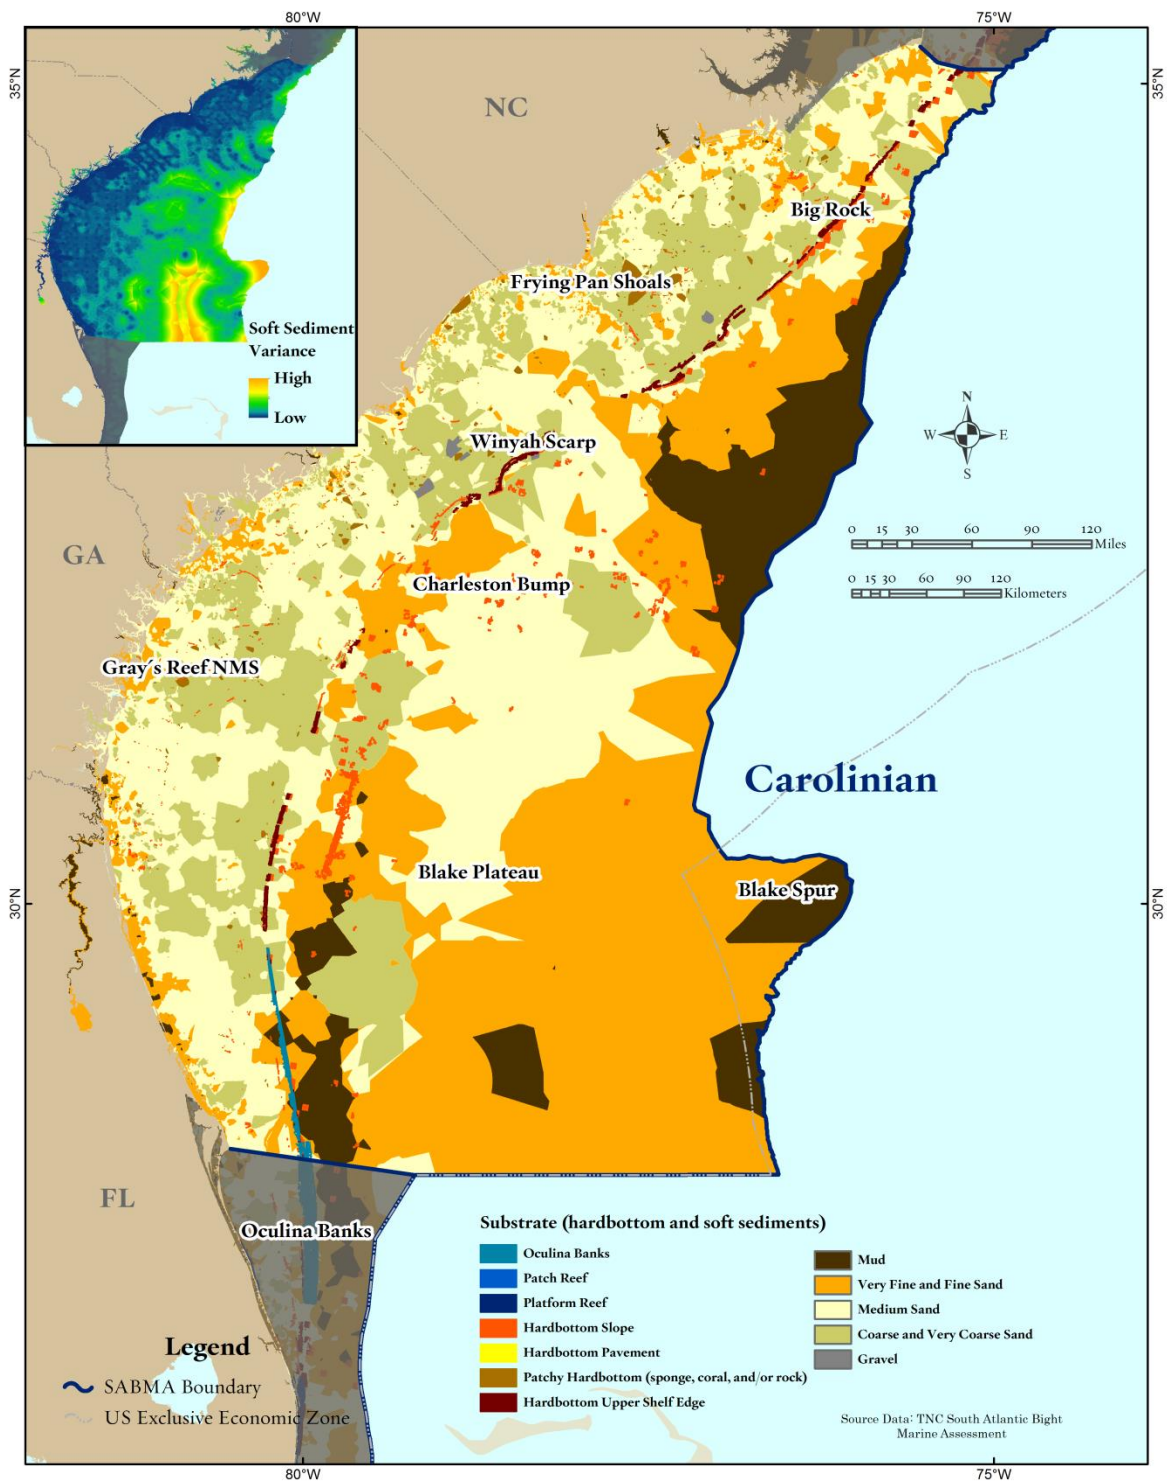 80°W
75°W
35°N
35°N
NC
Big Rock
Frying Pan Shoals
Soft Sediment
Variance
High
Low
N
W
E
S
Winyah Scarp
0 15 30 60 90 120
Miles
GA
Charleston Bump
0 15 30 60 90 120
Kilometers
Gray's Reef NMS
Carolinian
Blake Plateau
Blake Spur
30°N
30°N
FL
Oculina Banks
Substrate (hardbottom and soft sediments)
Oculina Banks
Patch Reef
Platform Reef
Hardbottom Slope
Hardbottom Pavement
Patchy Hardbottom (sponge, coral, and/or rock)
Hardbottom Upper Shelf Edge
Mud
Very Fine and Fine Sand
Medium Sand
Coarse and Very Coarse Sand
Gravel
Legend
SABMA Boundary
US Exclusive Economic Zone
Source Data: TNC South Atlantic Bight
Marine Assessment
80°W
75°W